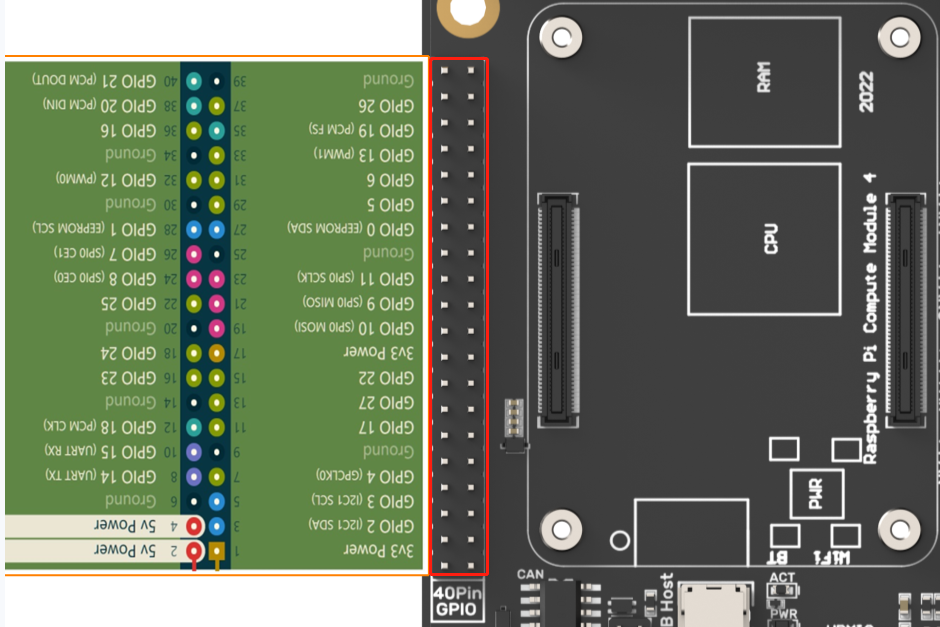 3v3 Power 1 2 5v Power
GPIO 2 (I2C1 SDA) 3 4 5v Power
GPIO 3 (I2C1 SCL) 5 6 Ground
GPIO 4 (GPCLK0) 7 8 GPIO 14 (UART TX)
Ground 9 10 GPIO 15 (UART RX)
GPIO 17 11 12 GPIO 18 (PCM CLK)
GPIO 27 13 14 Ground
GPIO 22 15 16 GPIO 23
3v3 Power 17 18 GPIO 24
GPIO 10 (SPI0 MOSI) 19 20 Ground
GPIO 9 (SPI0 MISO) 21 22 GPIO 25
GPIO 11 (SPI0 SCLK) 23 24 GPIO 8 (SPI0 CE0)
Ground 25 26 GPIO 7 (SPI0 CE1)
GPIO 0 (EEPROM SDA) 27 28 GPIO 1 (EEPROM SCL)
GPIO 5 29 30 Ground
GPIO 6 31 32 GPIO 12 (PWM0)
GPIO 13 (PWM1) 33 34 Ground
GPIO 19 (PCM FS) 35 36 GPIO 16
GPIO 26 37 38 GPIO 20 (PCM DIN)
Ground 39 40 GPIO 21 (PCM DOUT)
RAM
2022
CPU
Raspberry Pi Compute Module 4
PWR
WiFi
BT
40Pin
GPIO
CAN
B Host
ACT
PWR